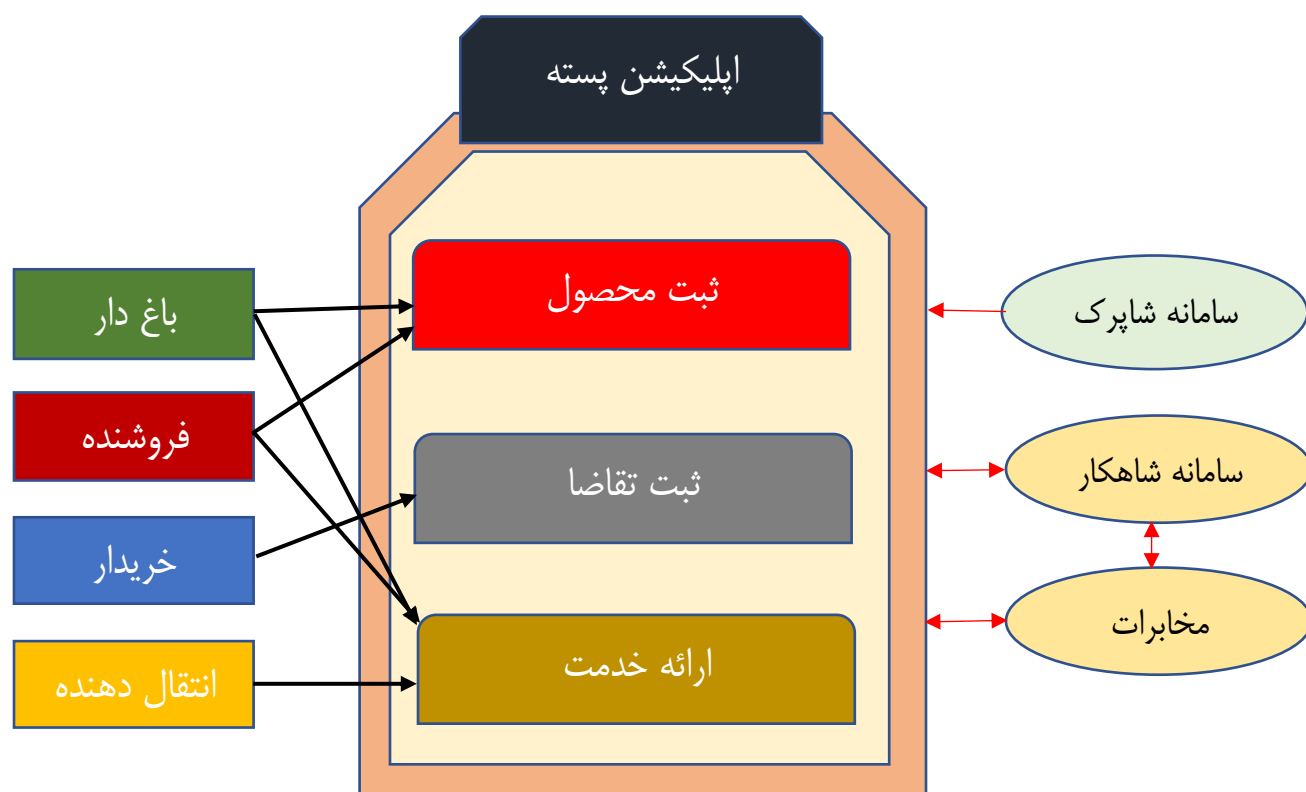 اپلیکیشن پسته
ثبت محصول
ثبت تقاضا
ارائه خدمت
باغ دار
فروشنده
خریدار
انتقال دهنده
سامانه شاپرک
سامانه شاهکار
مخابرات